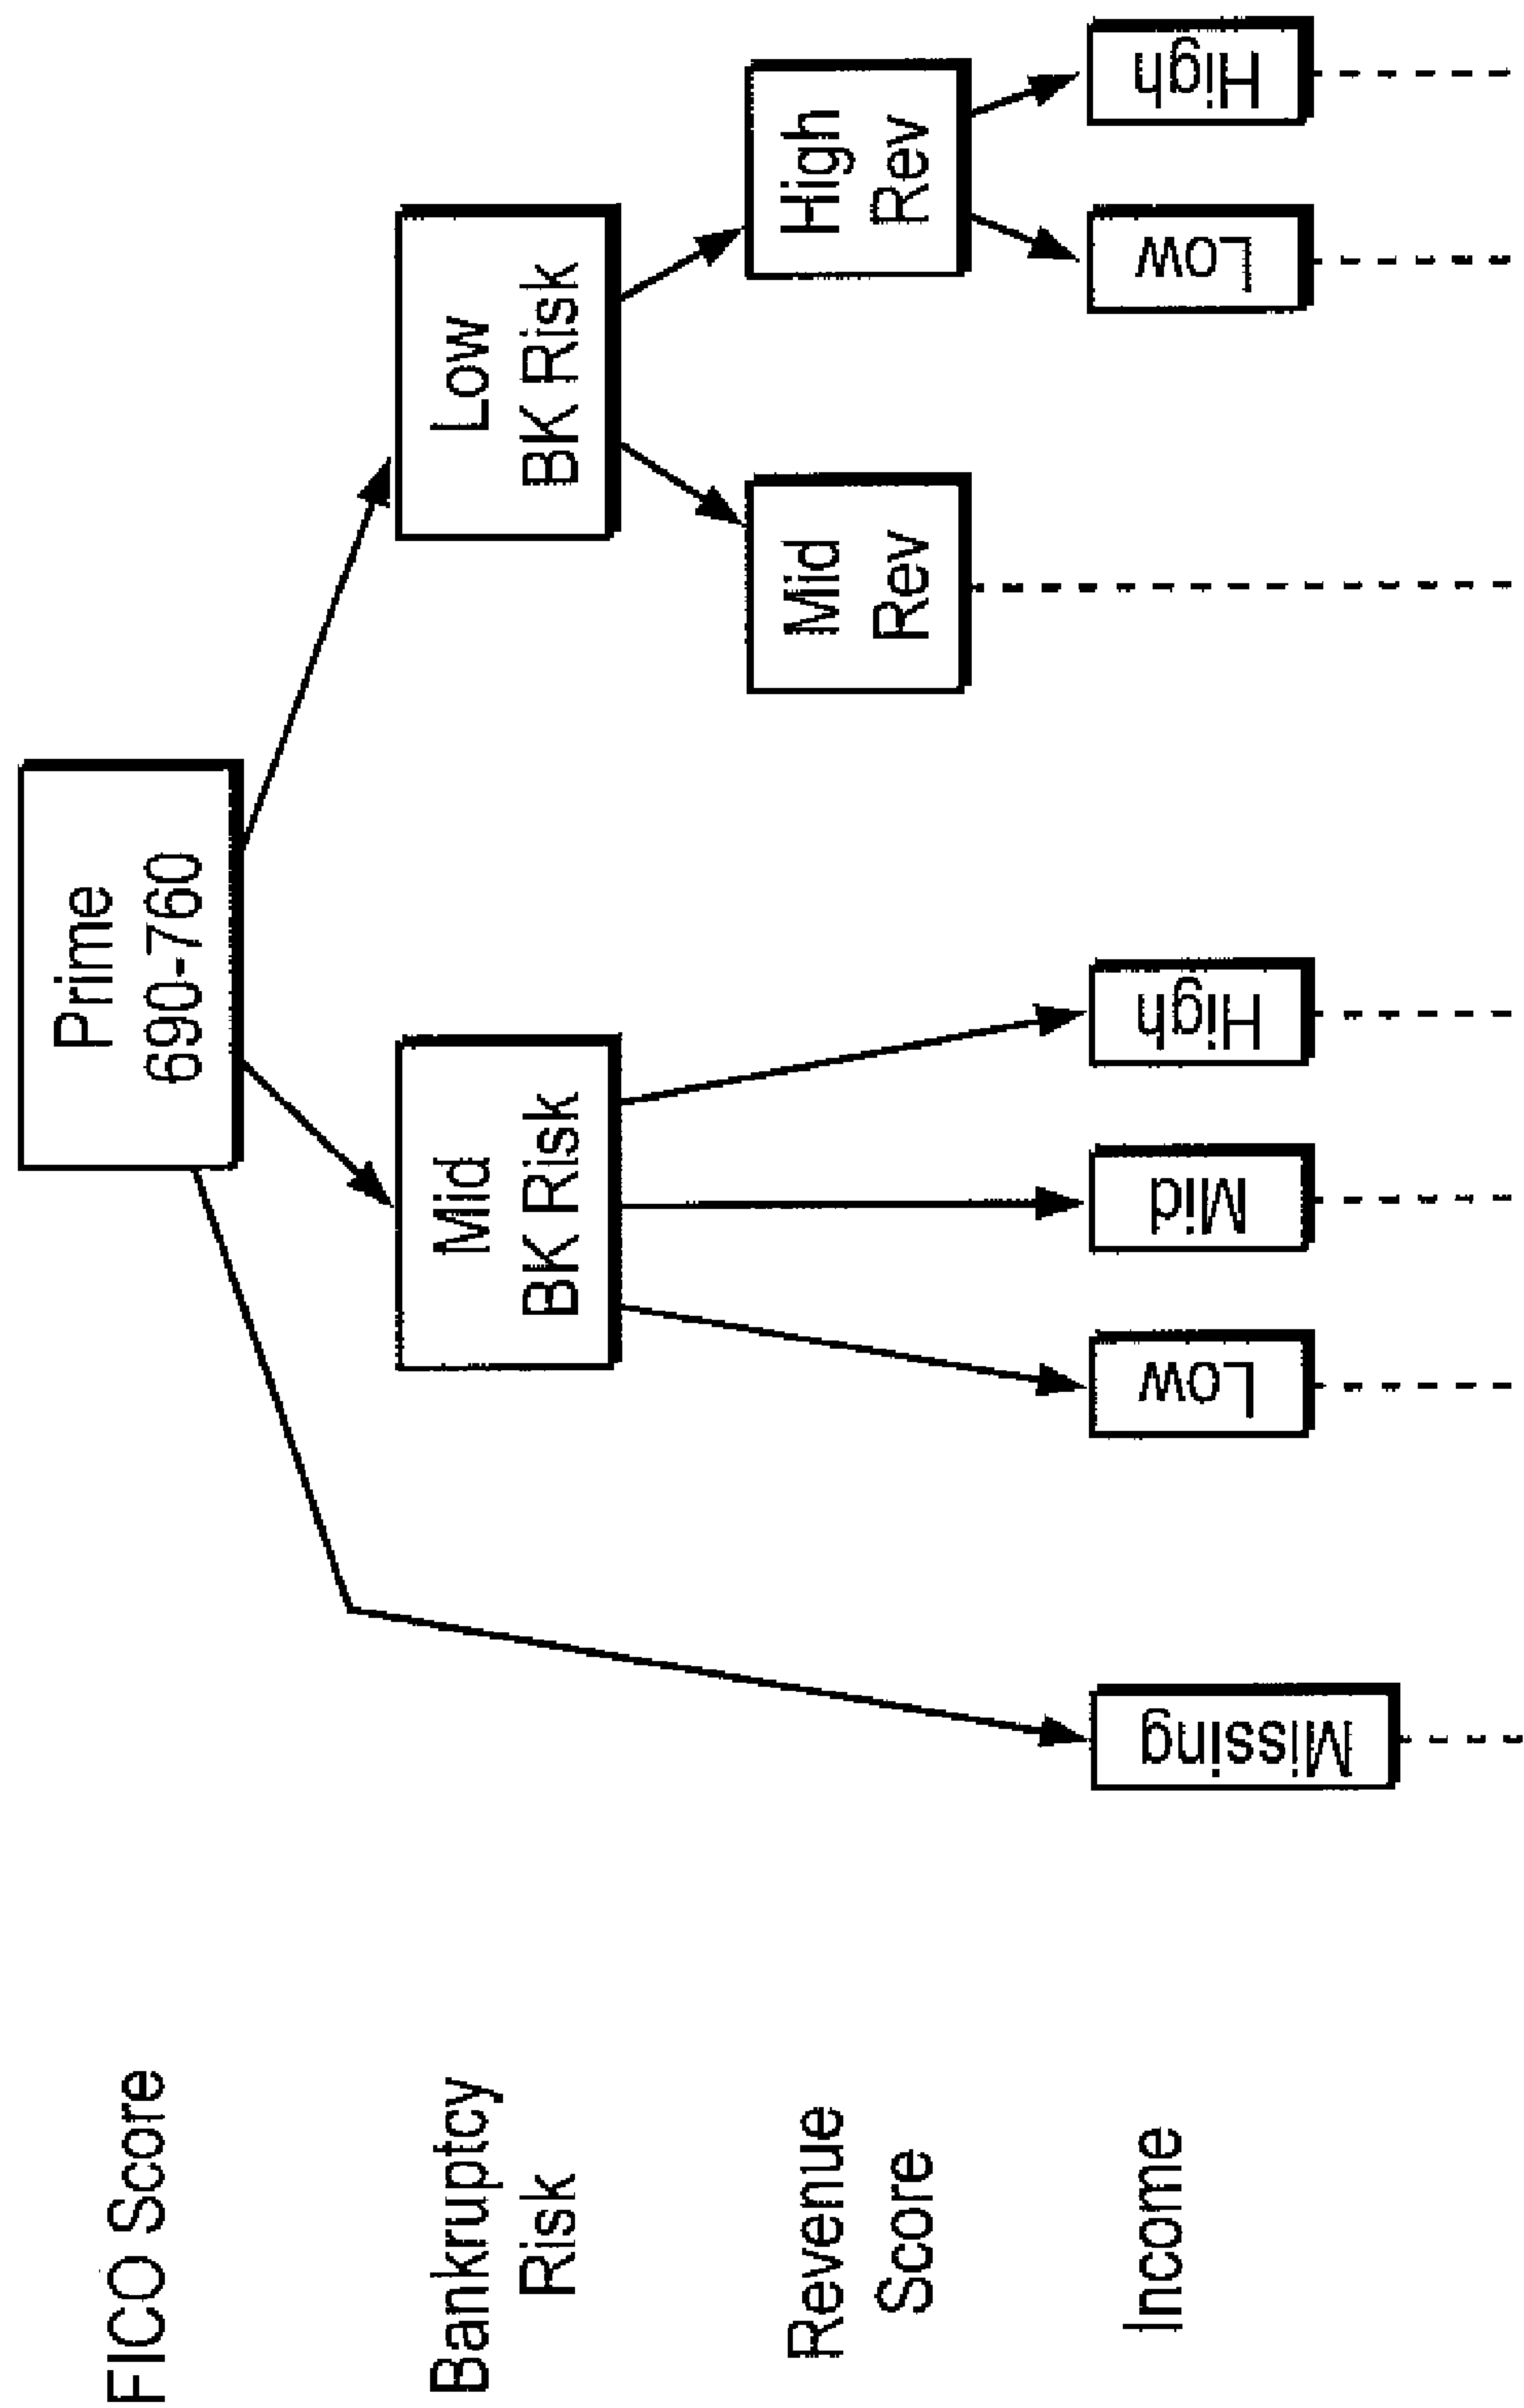 FICO Score
Prime
690-760
Bankruptcy
Risk
Mid
BK Risk
Low
BK Risk
Revenue
Score
Mid
Rev
High
Rev
Income
Missing
Low
Mid
High
Low
High